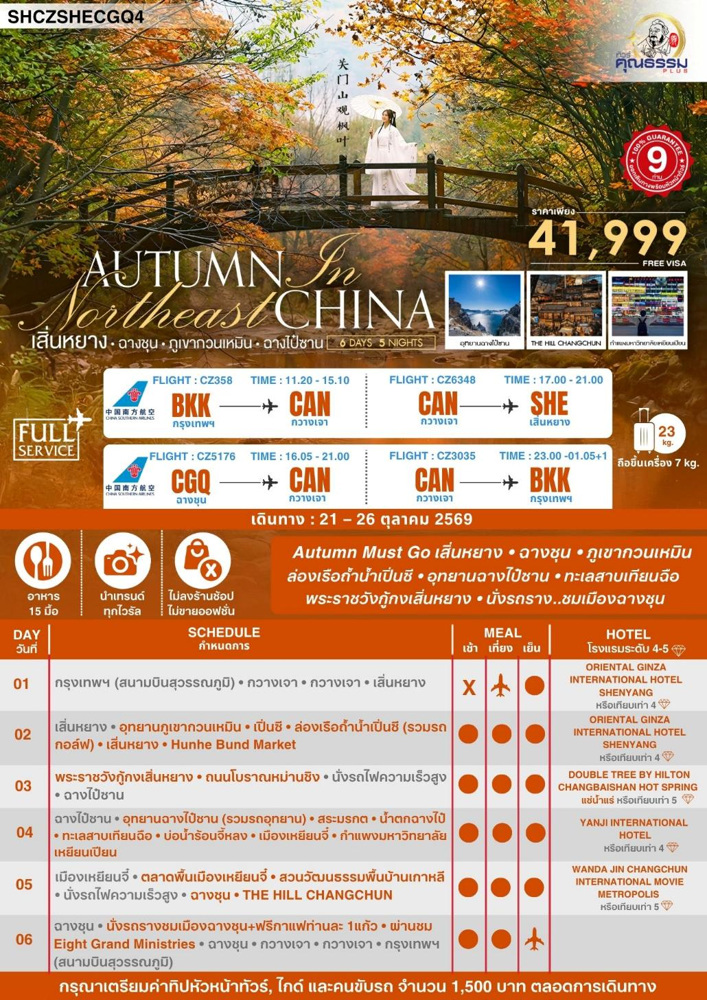 SHCZSHECGQ4
ทัวร์
คุณธรรม
PLUS
关门山观枫叶
100% GUARANTEE
9
ท่าน
ออกเดินทางพร้อมหัวหน้าทัวร์
ราคาเพียง
41,999
FREE VISA
AUTUMN In
Northeast CHINA
เสิ่นหยาง • ฉางชุน • ภูเขากวนเหมิน • ฉางไป๋ซาน
6 DAYS 5 NIGHTS
อุทยานฉางไป๋ซาน
THE HILL CHANGCHUN
กำแพงมหาวิทยาลัยเหยียนเปียน
FULL
SERVICE
中国南方航空
CHINA SOUTHERN AIRLINES
FLIGHT : CZ358 TIME : 11.20 - 15.10
BKK CAN
กรุงเทพฯ กวางเจา
FLIGHT : CZ6348 TIME : 17.00 - 21.00
CAN SHE
กวางเจา เสิ่นหยาง
中国南方航空
CHINA SOUTHERN AIRLINES
FLIGHT : CZ5176 TIME : 16.05 - 21.00
CGQ CAN
ฉางชุน กวางเจา
FLIGHT : CZ3035 TIME : 23.00 -01.05+1
CAN BKK
กวางเจา กรุงเทพฯ
23
kg.
ถือขึ้นเครื่อง 7 kg.
เดินทาง : 21 – 26 ตุลาคม 2569
อาหาร
15 มื้อ
นำเทรนด์
ทุกไวรัล
ไม่ลงร้านช้อป
ไม่ขายออฟชั่น
Autumn Must Go เสิ่นหยาง • ฉางชุน • ภูเขากวนเหมิน
ล่องเรือถ้ำน้ำเปิ่นซี • อุทยานฉางไป๋ซาน • ทะเลสาบเทียนฉือ
พระราชวังกู้กงเสิ่นหยาง • นั่งรถราง..ชมเมืองฉางชุน
DAY
วันที่
SCHEDULE
กำหนดการ
MEAL
เช้า เที่ยง เย็น
HOTEL
โรงแรมระดับ 4-5
01
กรุงเทพฯ (สนามบินสุวรรณภูมิ) • กวางเจา • กวางเจา • เสิ่นหยาง
X
ORIENTAL GINZA
INTERNATIONAL HOTEL
SHENYANG
หรือเทียบเท่า 4
02
เสิ่นหยาง • อุทยานภูเขากวนเหมิน • เปิ่นซี • ล่องเรือถ้ำน้ำเปิ่นซี (รวมรถ
กอล์ฟ) • เสิ่นหยาง • Hunhe Bund Market
ORIENTAL GINZA
INTERNATIONAL HOTEL
SHENYANG
หรือเทียบเท่า 4
03
พระราชวังกู้กงเสิ่นหยาง • ถนนโบราณหม่านชิง • นั่งรถไฟความเร็วสูง
• ฉางไป๋ซาน
DOUBLE TREE BY HILTON
CHANGBAISHAN HOT SPRING
แช่น้ำแร่ หรือเทียบเท่า 5
04
ฉางไป๋ซาน • อุทยานฉางไป๋ซาน (รวมรถอุทยาน) • สระมรกต • น้ำตกฉางไป๋
• ทะเลสาบเทียนฉือ • บ่อน้ำร้อนจี้หลง • เมืองเหยียนจี๋ • กำแพงมหาวิทยาลัย
เหยียนเปียน
YANJI INTERNATIONAL
HOTEL
หรือเทียบเท่า 4
05
เมืองเหยียนจี๋ • ตลาดพื้นเมืองเหยียนจี๋ • สวนวัฒนธรรมพื้นบ้านเกาหลี
• นั่งรถไฟความเร็วสูง • ฉางชุน • THE HILL CHANGCHUN
WANDA JIN CHANGCHUN
INTERNATIONAL MOVIE
METROPOLIS
หรือเทียบเท่า 5
06
ฉางชุน • นั่งรถรางชมเมืองฉางชุน+ฟรีกาแฟท่านละ 1แก้ว • ผ่านชม
Eight Grand Ministries • ฉางชุน • กวางเจา • กวางเจา • กรุงเทพฯ
(สนามบินสุวรรณภูมิ)
กรุณาเตรียมค่าทิปหัวหน้าทัวร์, ไกด์ และคนขับรถ จำนวน 1,500 บาท ตลอดการเดินทาง